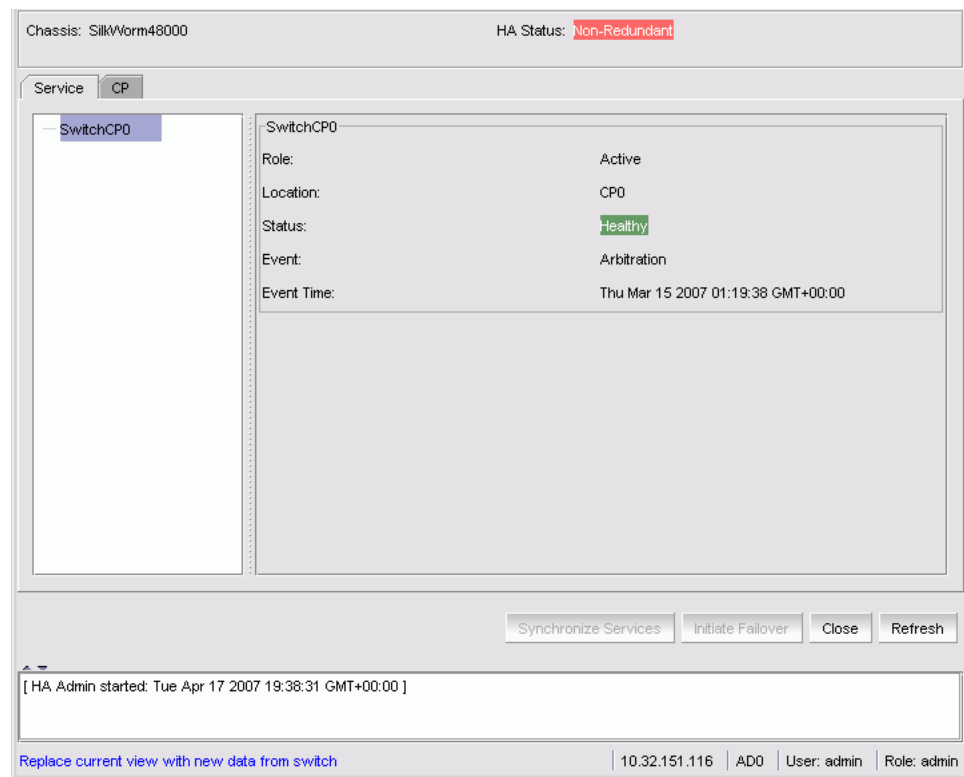 Chassis: SilkWorm48000 HA Status: Non-Redundant
Service CP
SwitchCP0
SwitchCP0
Role: Active
Location: CP0
Status: Healthy
Event: Arbitration
Event Time: Thu Mar 15 2007 01:19:38 GMT+00:00
Synchronize Services Initiate Failover Close Refresh
[ HA Admin started: Tue Apr 17 2007 19:38:31 GMT+00:00 ]
Replace current view with new data from switch 10.32.151.116 AD0 User: admin Role: admin